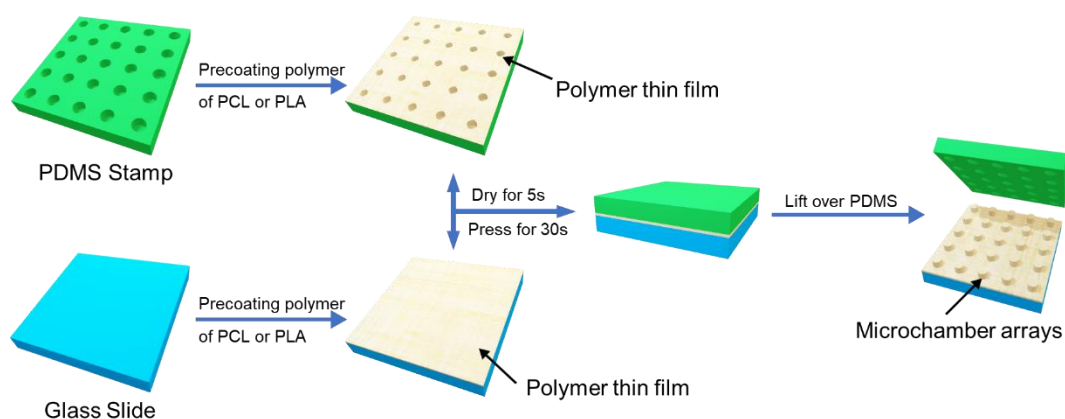 Precoating polymer
of PCL or PLA
Polymer thin film
PDMS Stamp
Dry for 5s
Press for 30s
Lift over PDMS
Precoating polymer
of PCL or PLA
Microchamber arrays
Polymer thin film
Glass Slide